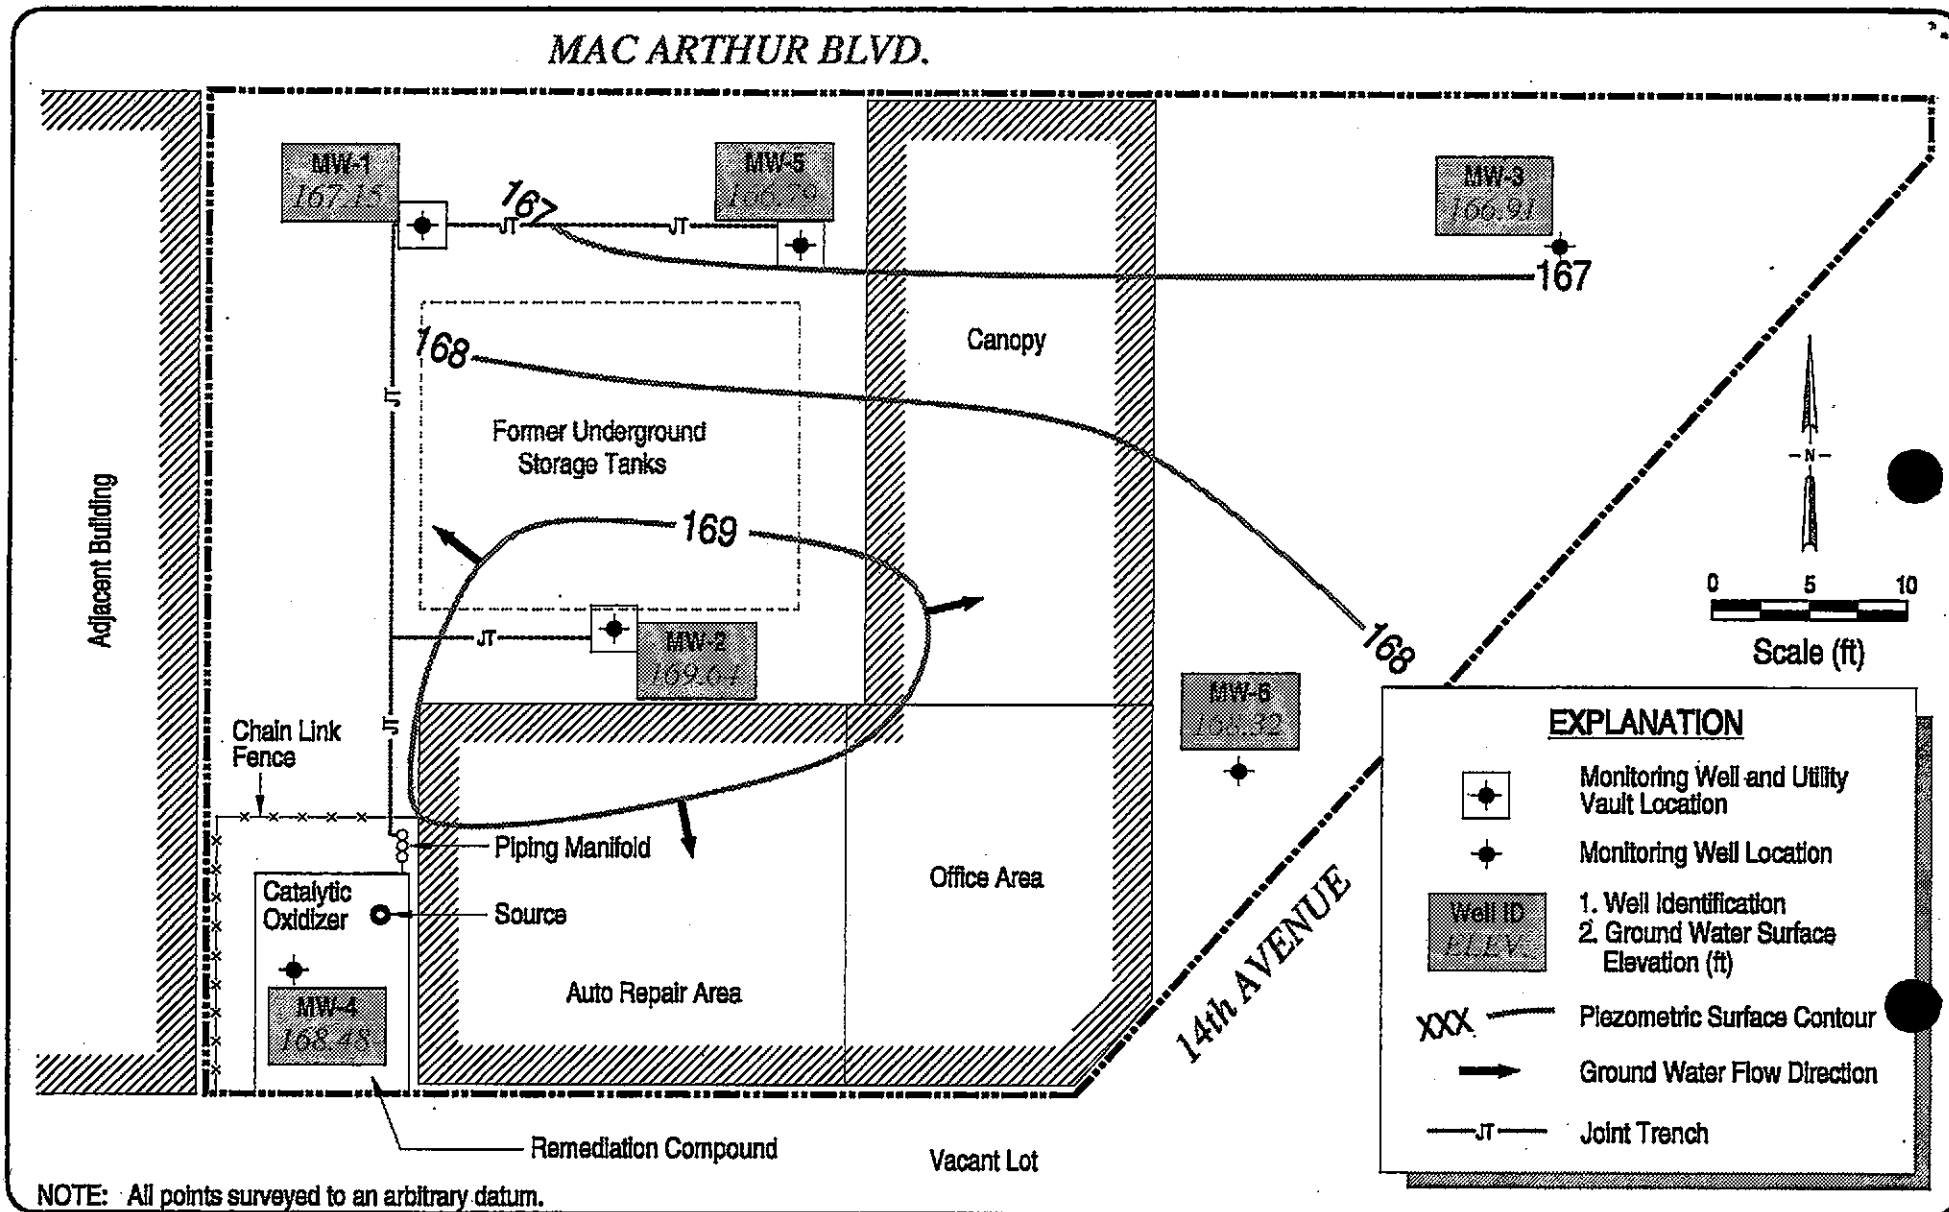 MAC ARTHUR BLVD.
MW-1
167.15
MW-5
166.79
MW-3
166.91
167
JT
JT
167
Canopy
168
JT
Former Underground
Storage Tanks
N
Adjacent Building
169
0 5 10
Scale (ft)
JT
MW-2
169.64
168
MW-6
168.32
JT
Chain Link
Fence
Piping Manifold
Catalytic
Oxidizer
Source
Office Area
Auto Repair Area
MW-4
168.48
14th AVENUE
Remediation Compound
Vacant Lot
EXPLANATION
Monitoring Well and Utility
Vault Location
Monitoring Well Location
Well ID
ELEV.
1. Well Identification
2. Ground Water Surface
Elevation (ft)
XXX
Piezometric Surface Contour
Ground Water Flow Direction
JT
Joint Trench
NOTE: All points surveyed to an arbitrary datum.